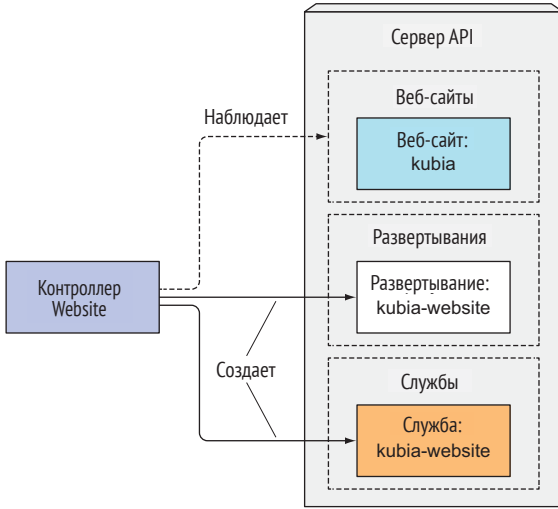 Сервер API
Веб-сайты
Наблюдает
Веб-сайт:
kubia
Развертывания
Контроллер
Website
Развертывание:
kubia-website
Создает
Службы
Служба:
kubia-website